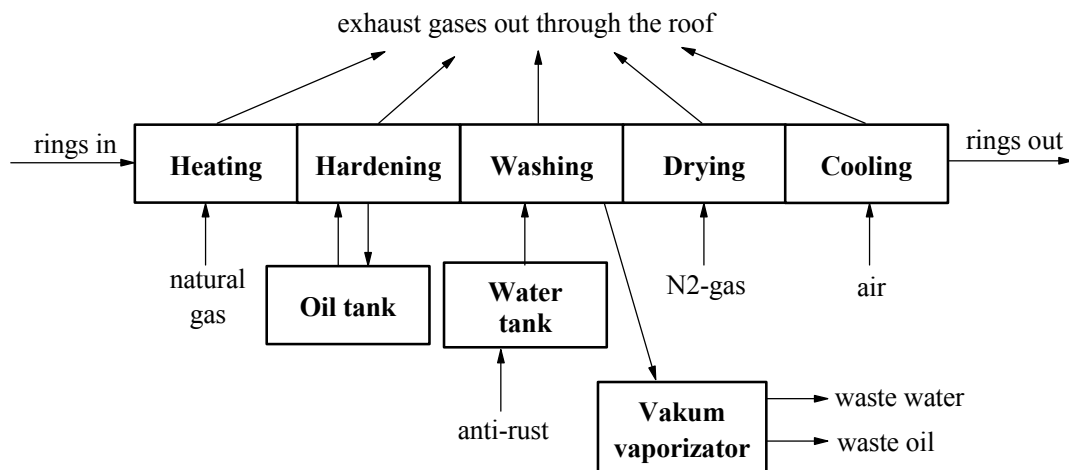 exhaust gases out through the roof
rings in
Heating
Hardening
Washing
Drying
Cooling
rings out
natural
gas
Oil tank
Water
tank
N2-gas
air
anti-rust
Vakum
vaporizator
waste water
waste oil